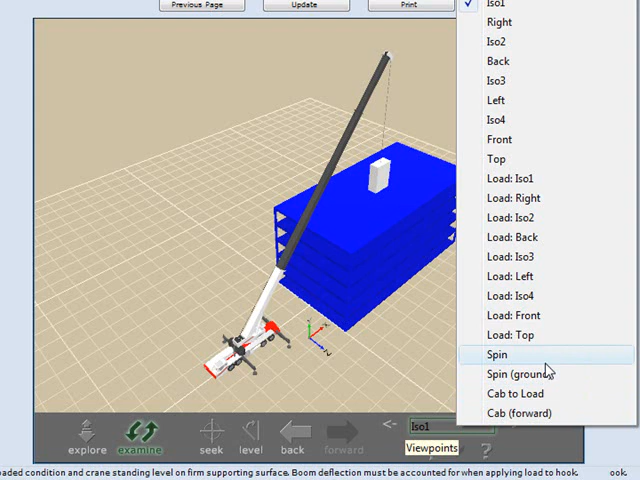 Previous Page
Update
Print
Iso1
Right
Iso2
Back
Iso3
Left
Iso4
Front
Top
Load: Iso1
Load: Right
Load: Iso2
Load: Back
Load: Iso3
Load: Left
Load: Iso4
Load: Front
Load: Top
Spin
Spin (ground)
Cab to Load
Cab (forward)
explore
examine
seek
level
back
forward
<-
Iso1
Viewpoints
?
oaded condition and crane standing level on firm supporting surface. Boom deflection must be accounted for when applying load to hook.
ook.